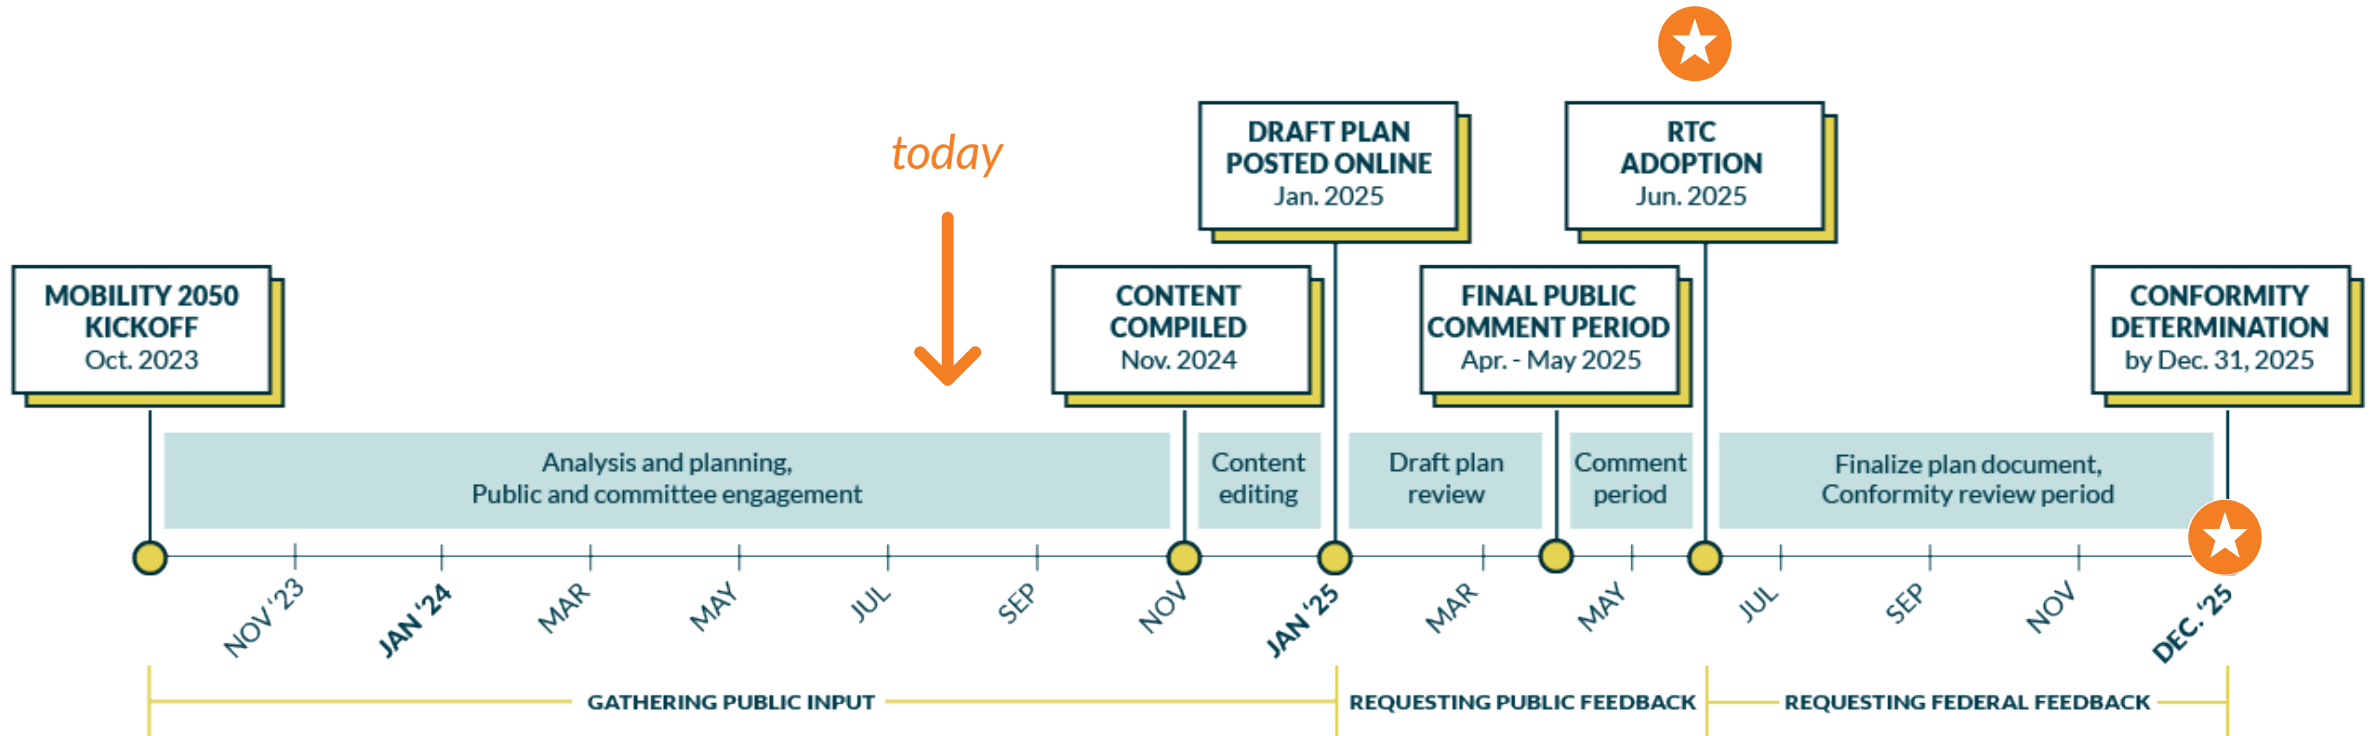 today
MOBILITY 2050
KICKOFF
Oct. 2023
CONTENT
COMPILED
Nov. 2024
DRAFT PLAN
POSTED ONLINE
Jan. 2025
FINAL PUBLIC
COMMENT PERIOD
Apr. - May 2025
RTC
ADOPTION
Jun. 2025
CONFORMITY
DETERMINATION
by Dec. 31, 2025
Analysis and planning,
Public and committee engagement
Content
editing
Draft plan
review
Comment
period
Finalize plan document,
Conformity review period
NOV '23
JAN '24
MAR
MAY
JUL
SEP
NOV
JAN '25
MAR
MAY
JUL
SEP
NOV
DEC. '25
GATHERING PUBLIC INPUT
REQUESTING PUBLIC FEEDBACK
REQUESTING FEDERAL FEEDBACK